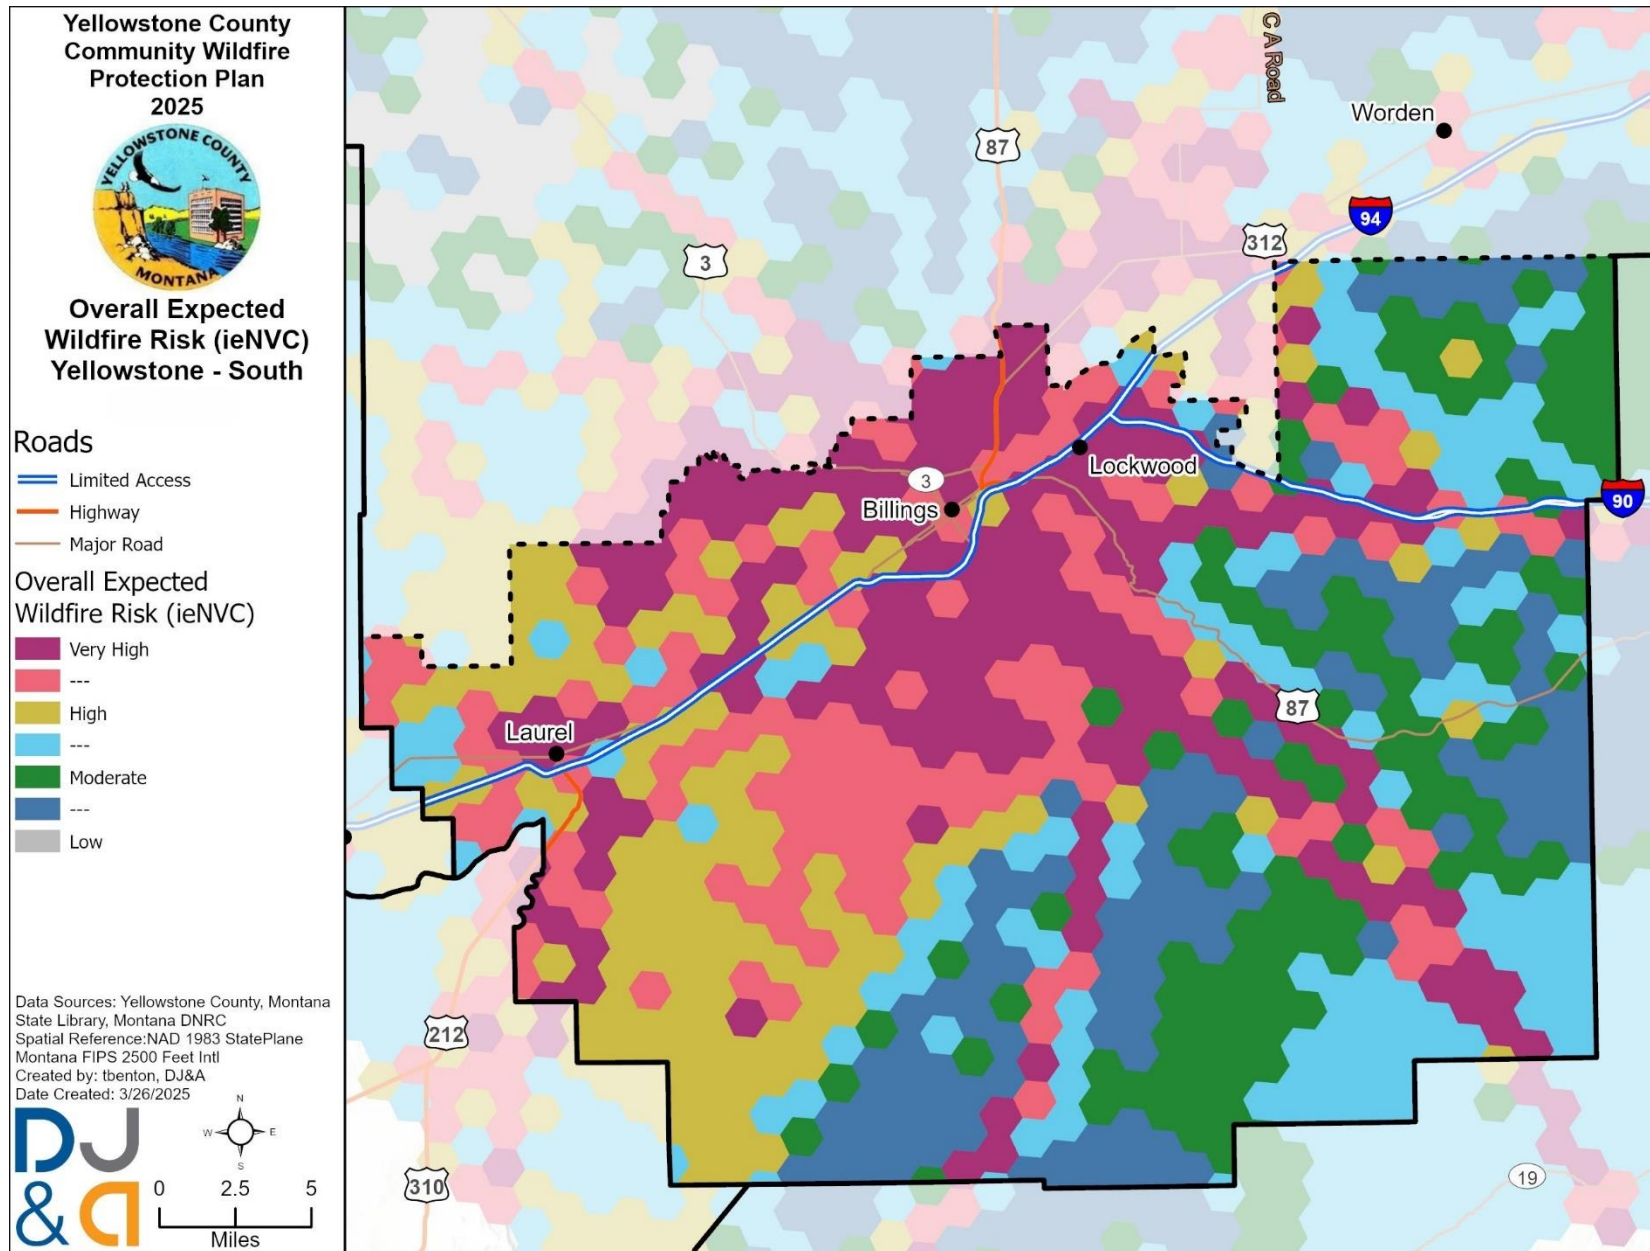 Yellowstone County
Community Wildfire
Protection Plan
2025
YELLOWSTONE COUNTY
MONTANA
Overall Expected
Wildfire Risk (ieNVC)
Yellowstone - South
Roads
Limited Access
Highway
Major Road
Overall Expected
Wildfire Risk (ieNVC)
Very High
---
High
---
Moderate
---
Low
Data Sources: Yellowstone County, Montana
State Library, Montana DNRC
Spatial Reference:NAD 1983 StatePlane
Montana FIPS 2500 Feet Intl
Created by: tbenton, DJ&A
Date Created: 3/26/2025
DJ
&A
N
W E
S
0 2.5 5
Miles
C A Road
Worden
87
94
312
3
Lockwood
3
Billings
90
87
Laurel
212
310
19